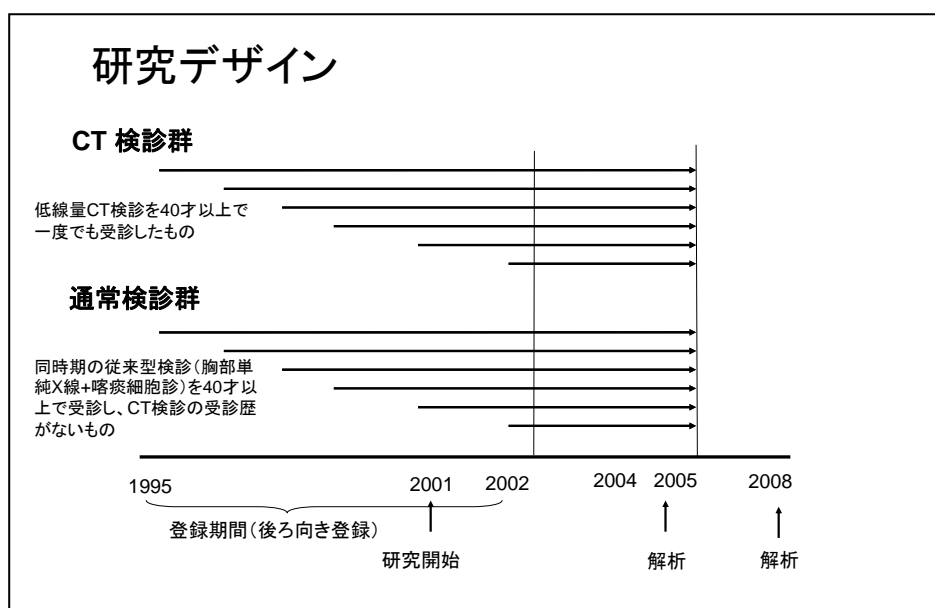 研究デザイン
CT 検診群
低線量CT検診を40才以上で
一度でも受診したもの
通常検診群
同時期の従来型検診(胸部単
純X線+喀痰細胞診)を40才以
上で受診し、CT検診の受診歴
がないもの
1995 2001 2002 2004 2005 2008
登録期間(後ろ向き登録)
研究開始 解析 解析